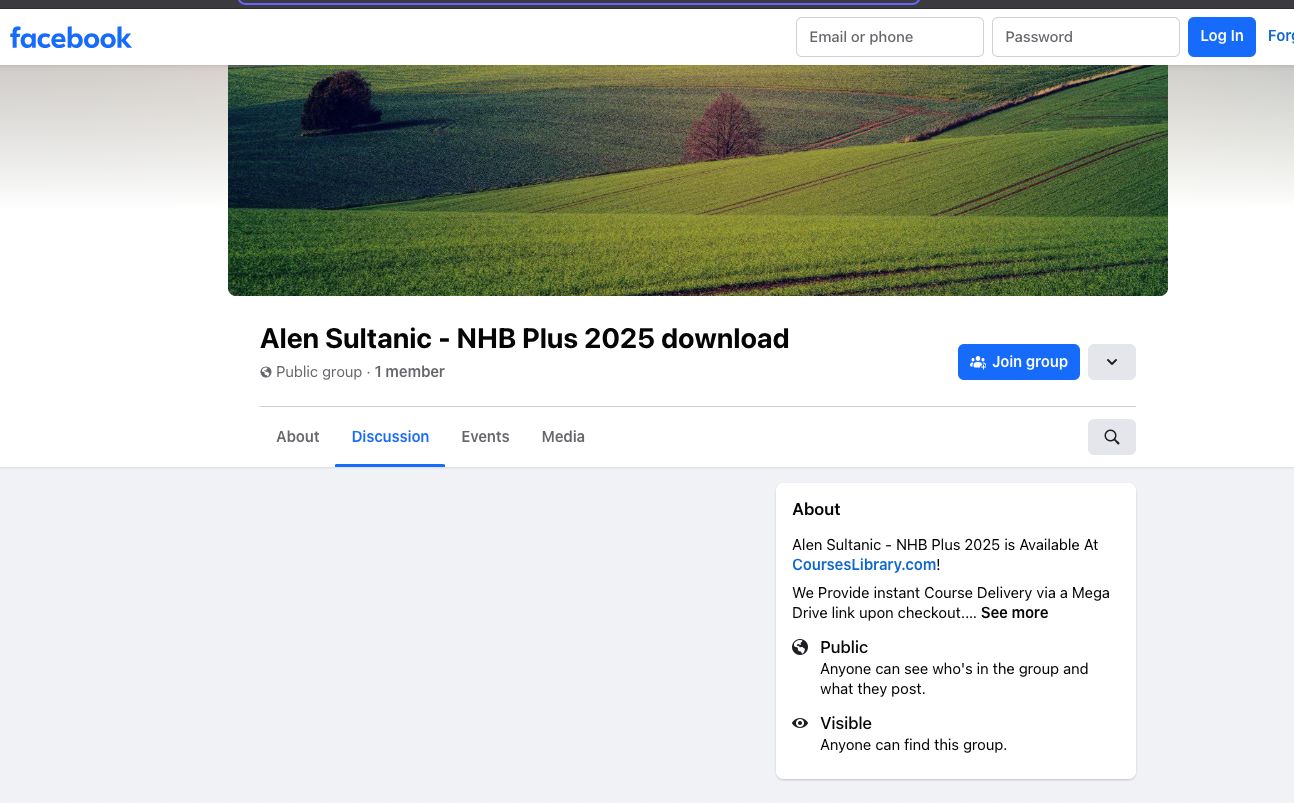 facebook
Email or phone
Password
Log In
Alen Sultanic - NHB Plus 2025 download
Public group · 1 member
Join group
About
Discussion
Events
Media
About
Alen Sultanic - NHB Plus 2025 is Available At
CoursesLibrary.com!
We Provide instant Course Delivery via a Mega
Drive link upon checkout.... See more
Public
Anyone can see who's in the group and
what they post.
Visible
Anyone can find this group.